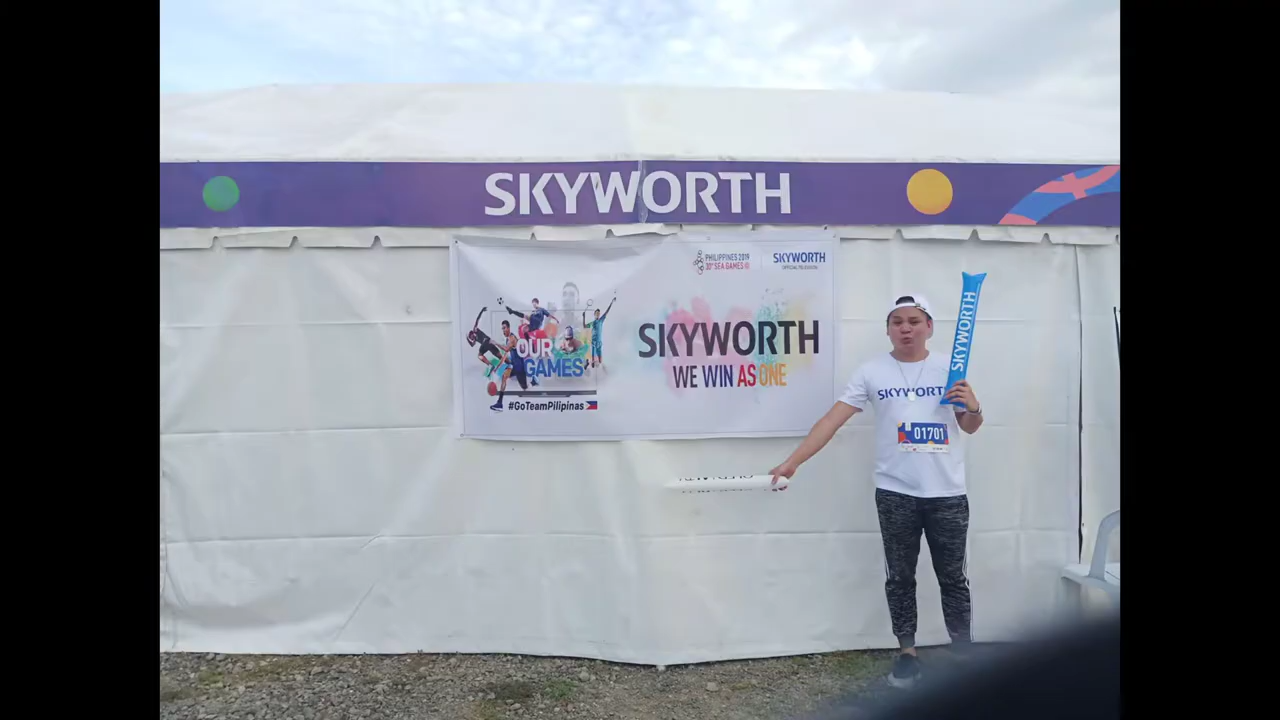 SKYWORTH
PHILIPPINES 2019
30TH SEA GAMES
SKYWORTH
OFFICIAL TELEVISION
OUR
GAMES
#GoTeamPilipinas
SKYWORTH
WE WIN AS ONE
SKYWORTH
SKYWORT
01701